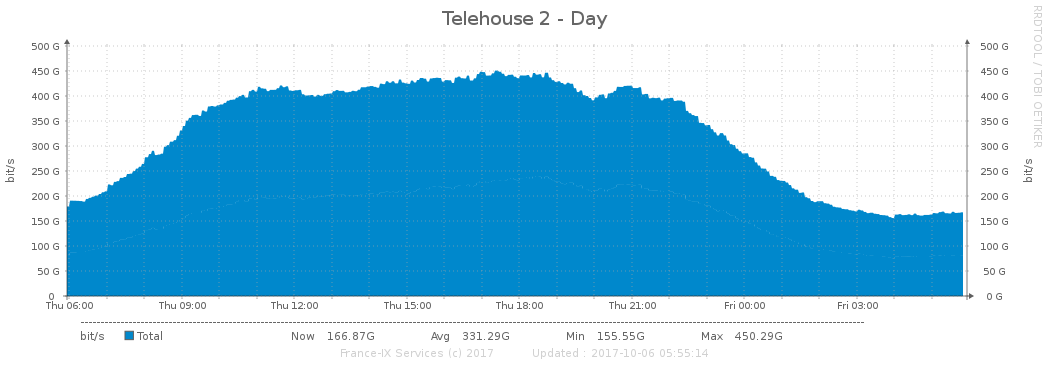 Telehouse 2 - Day
RRDTOOL / TOBI OETIKER
bit/s
bit/s
500 G 500 G
450 G 450 G
400 G 400 G
350 G 350 G
300 G 300 G
250 G 250 G
200 G 200 G
150 G 150 G
100 G 100 G
50 G 50 G
0 0 G
Thu 06:00 Thu 09:00 Thu 12:00 Thu 15:00 Thu 18:00 Thu 21:00 Fri 00:00 Fri 03:00
bit/s Total Now 166.87G Avg 331.29G Min 155.55G Max 450.29G
France-IX Services (c) 2017 Updated : 2017-10-06 05:55:14